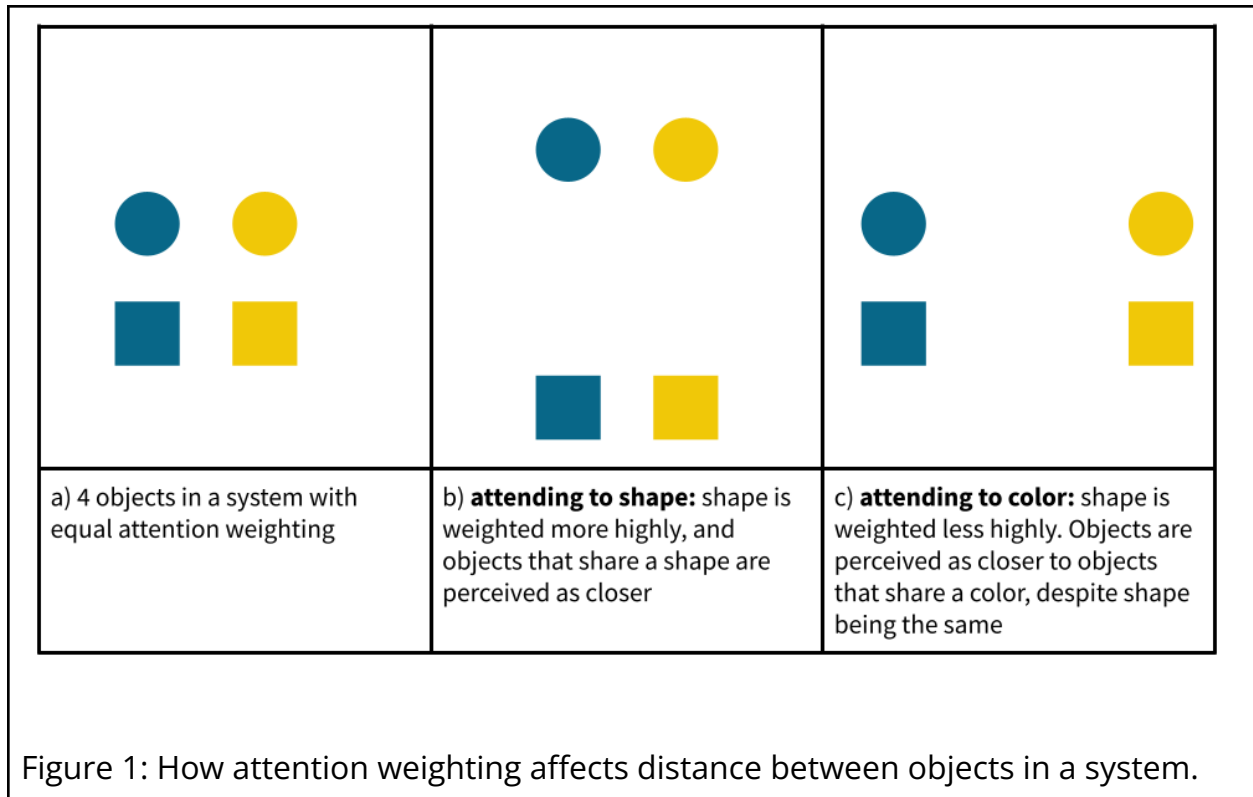 a) 4 objects in a system with
equal attention weighting
b) attending to shape: shape is
weighted more highly, and
objects that share a shape are
perceived as closer
c) attending to color: shape is
weighted less highly. Objects are
perceived as closer to objects
that share a color, despite shape
being the same
Figure 1: How attention weighting affects distance between objects in a system.